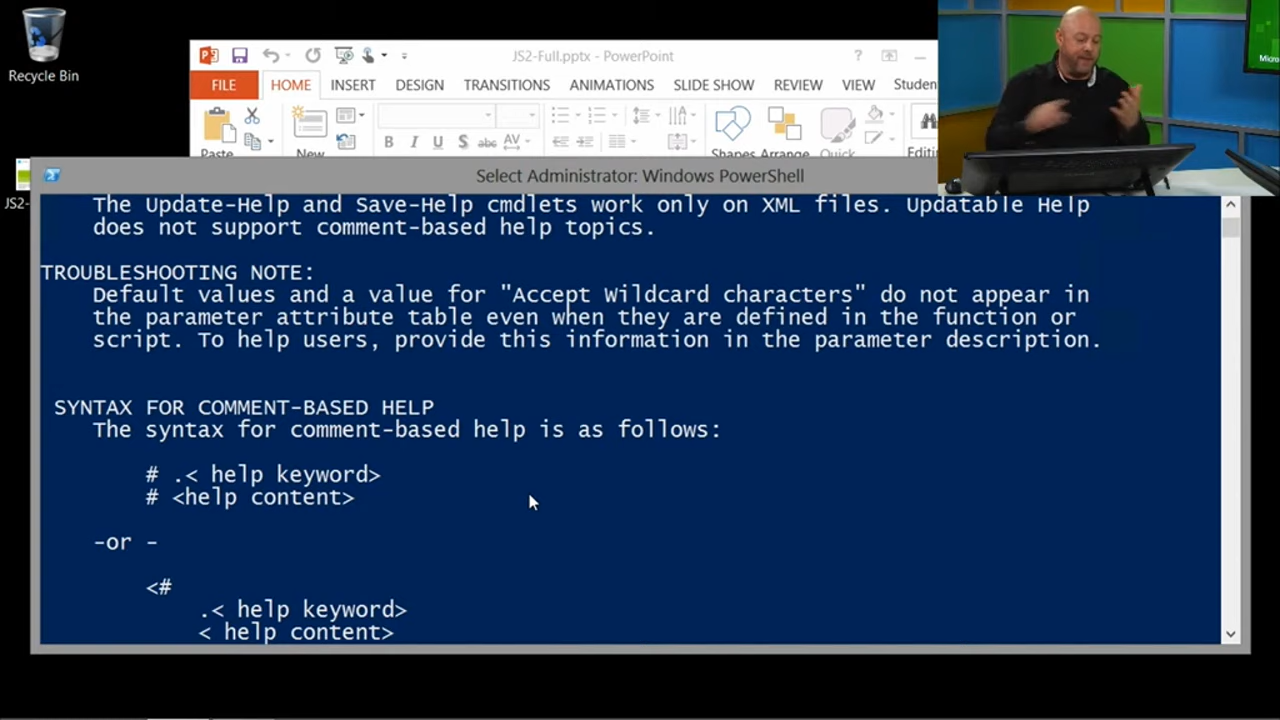 Recycle Bin
JS2-Full.pptx - PowerPoint
FILE HOME INSERT DESIGN TRANSITIONS ANIMATIONS SLIDE SHOW REVIEW VIEW Studen
Paste New Shapes Arrange Quick Editi
Micro
JS2-
Select Administrator: Windows PowerShell
The Update-Help and Save-Help cmdlets work only on XML files. Updatable Help
does not support comment-based help topics.
TROUBLESHOOTING NOTE:
Default values and a value for "Accept Wildcard characters" do not appear in
the parameter attribute table even when they are defined in the function or
script. To help users, provide this information in the parameter description.
SYNTAX FOR COMMENT-BASED HELP
The syntax for comment-based help is as follows:
# .< help keyword>
# <help content>
-or -
<#
.< help keyword>
< help content>